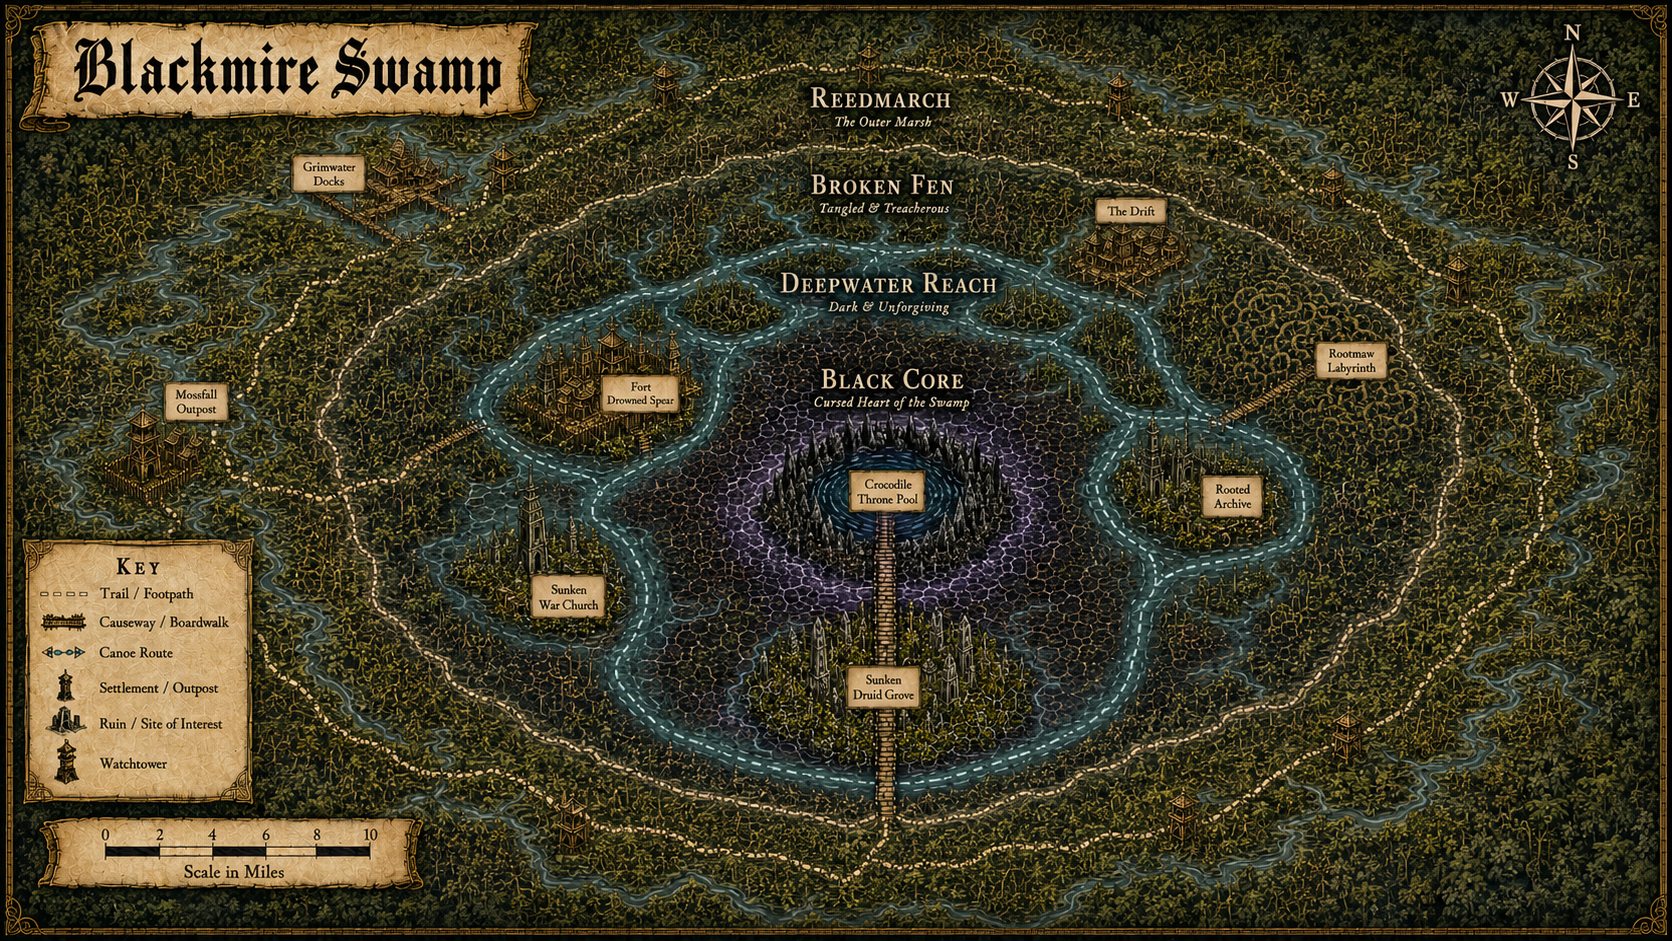 Blackmire Swamp
N
W
E
S
REEDMARCH
The Outer Marsh
Grimwater
Docks
BROKEN FEN
Tangled & Treacherous
The Drift
DEEPWATER REACH
Dark & Unforgiving
Rootmaw
Labyrinth
BLACK CORE
Cursed Heart of the Swamp
Fort
Drowned Spear
Mossfall
Outpost
Crocodile
Throne Pool
Rooted
Archive
Sunken
War Church
Sunken
Druid Grove
KEY
Trail / Footpath
Causeway / Boardwalk
Canoe Route
Settlement / Outpost
Ruin / Site of Interest
Watchtower
0 2 4 6 8 10
Scale in Miles